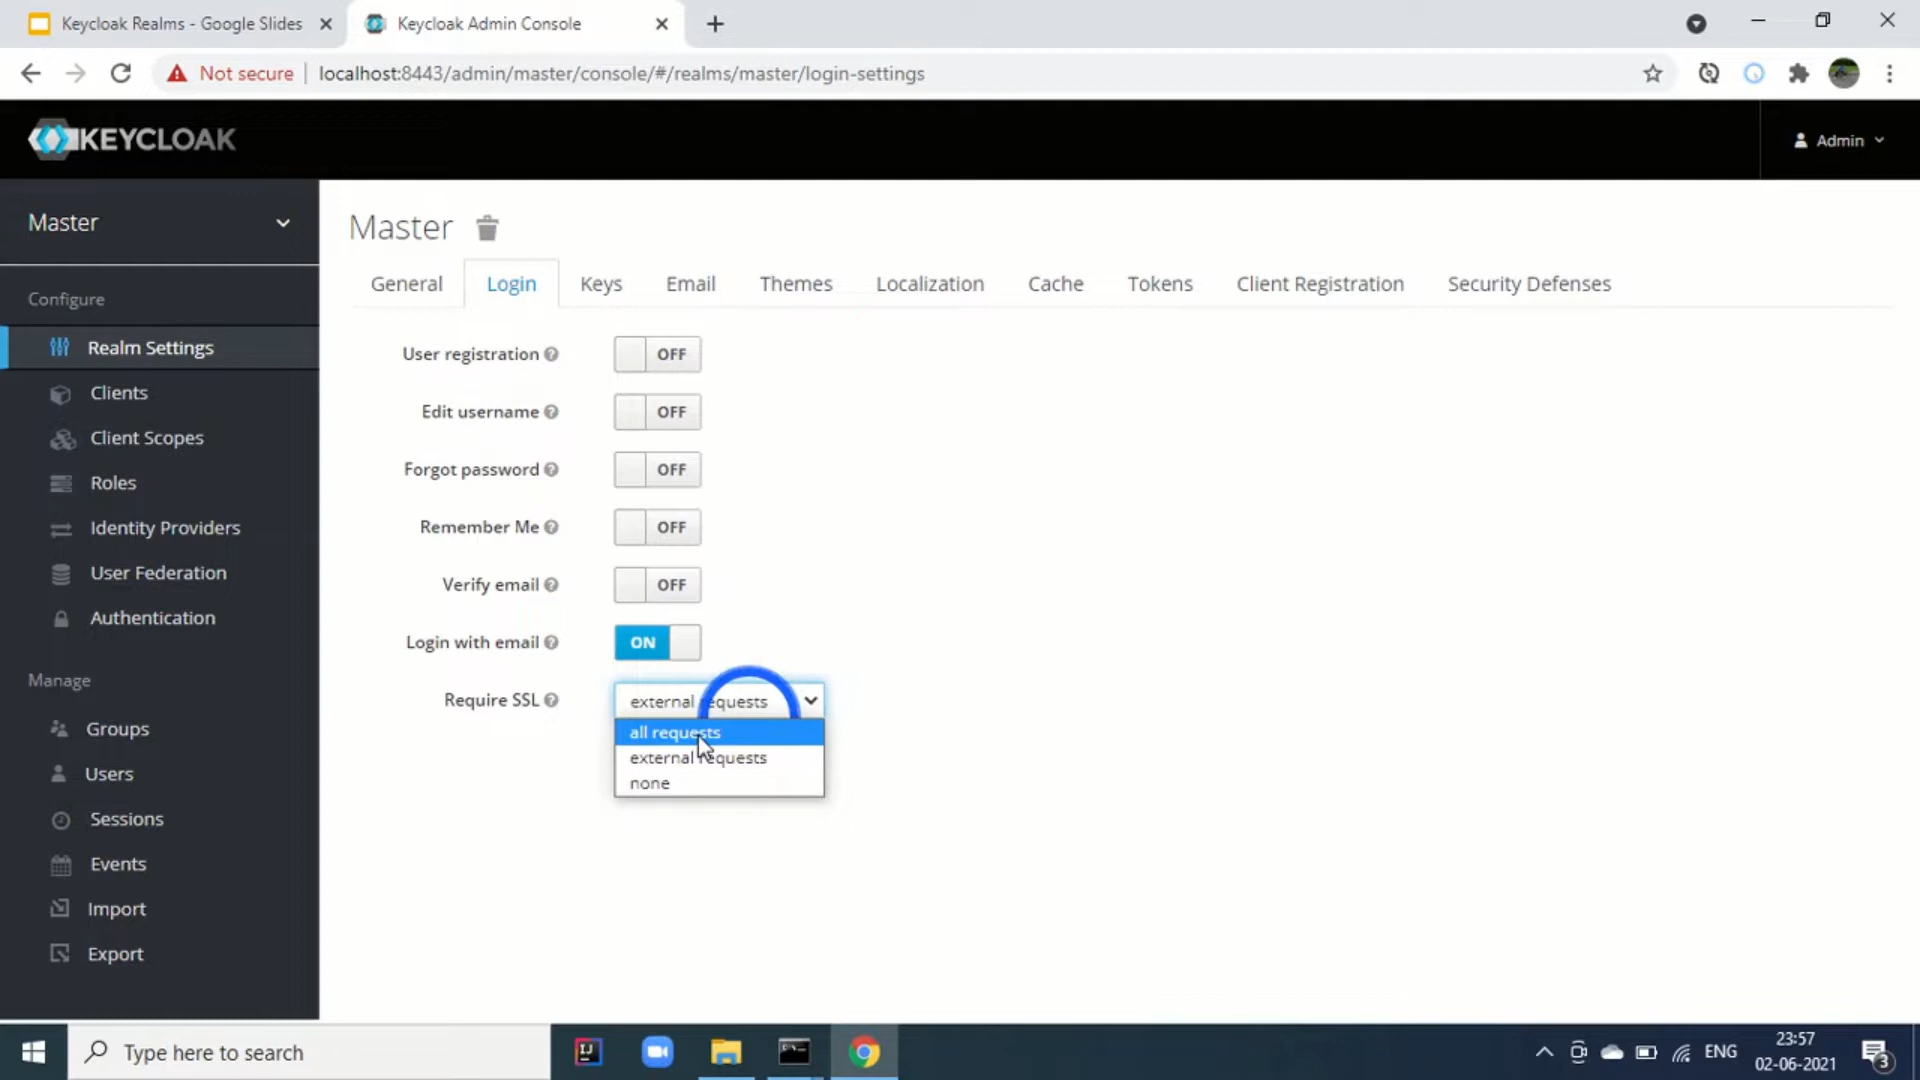 Keycloak Realms - Google Slides
Keycloak Admin Console
Not secure
localhost:8443/admin/master/console/#/realms/master/login-settings
KEYCLOAK
Admin
Master
Configure
Realm Settings
Clients
Client Scopes
Roles
Identity Providers
User Federation
Authentication
Manage
Groups
Users
Sessions
Events
Import
Export
Master
General Login Keys Email Themes Localization Cache Tokens Client Registration Security Defenses
User registration OFF
Edit username OFF
Forgot password OFF
Remember Me OFF
Verify email OFF
Login with email ON
Require SSL external requests
all requests
external requests
none
Type here to search
IJ
ENG
23:57
02-06-2021
3